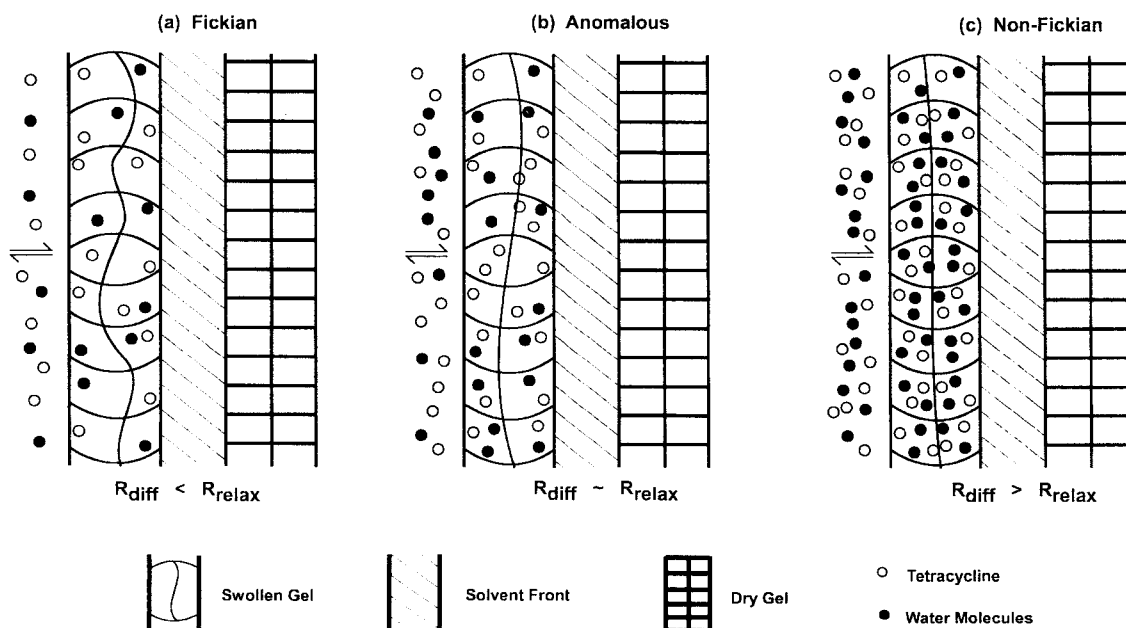 (a) Fickian
(b) Anomalous
(c) Non-Fickian
Rdiff < Rrelax
Rdiff ~ Rrelax
Rdiff > Rrelax
Swollen Gel
Solvent Front
Dry Gel
Tetracycline
Water Molecules